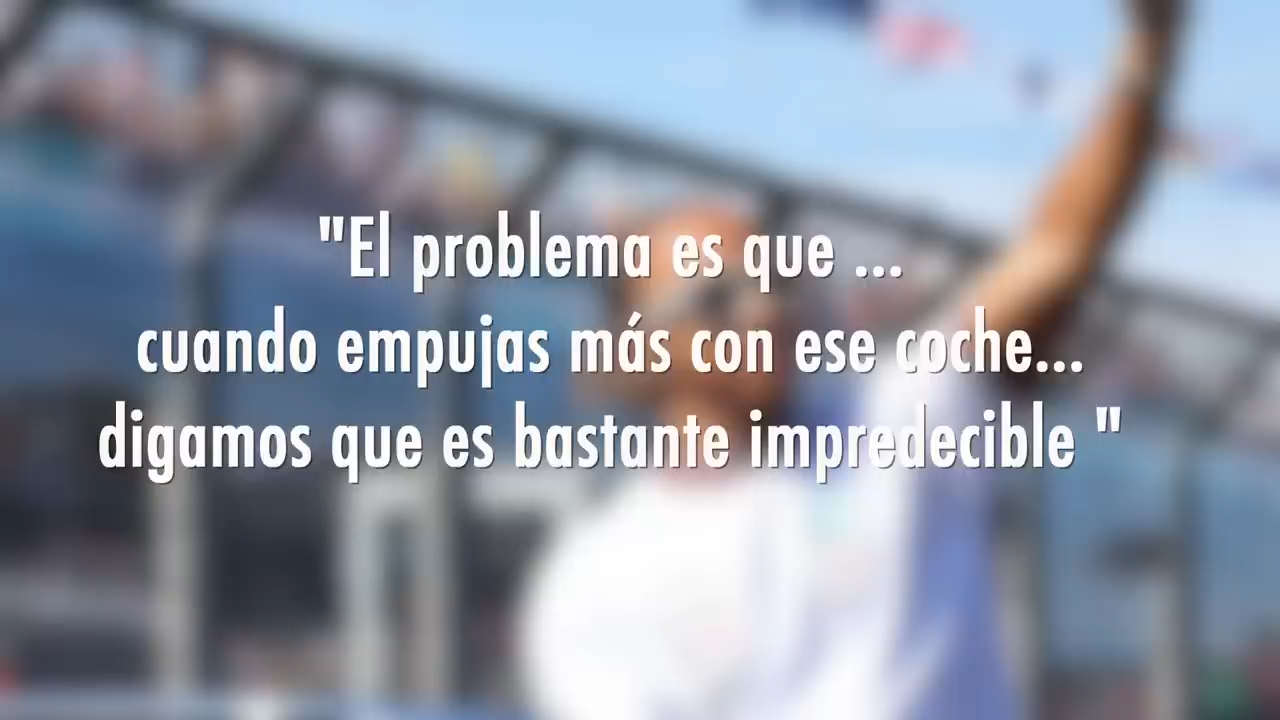 "El problema es que ...
cuando empujas más con ese coche...
digamos que es bastante impredecible "